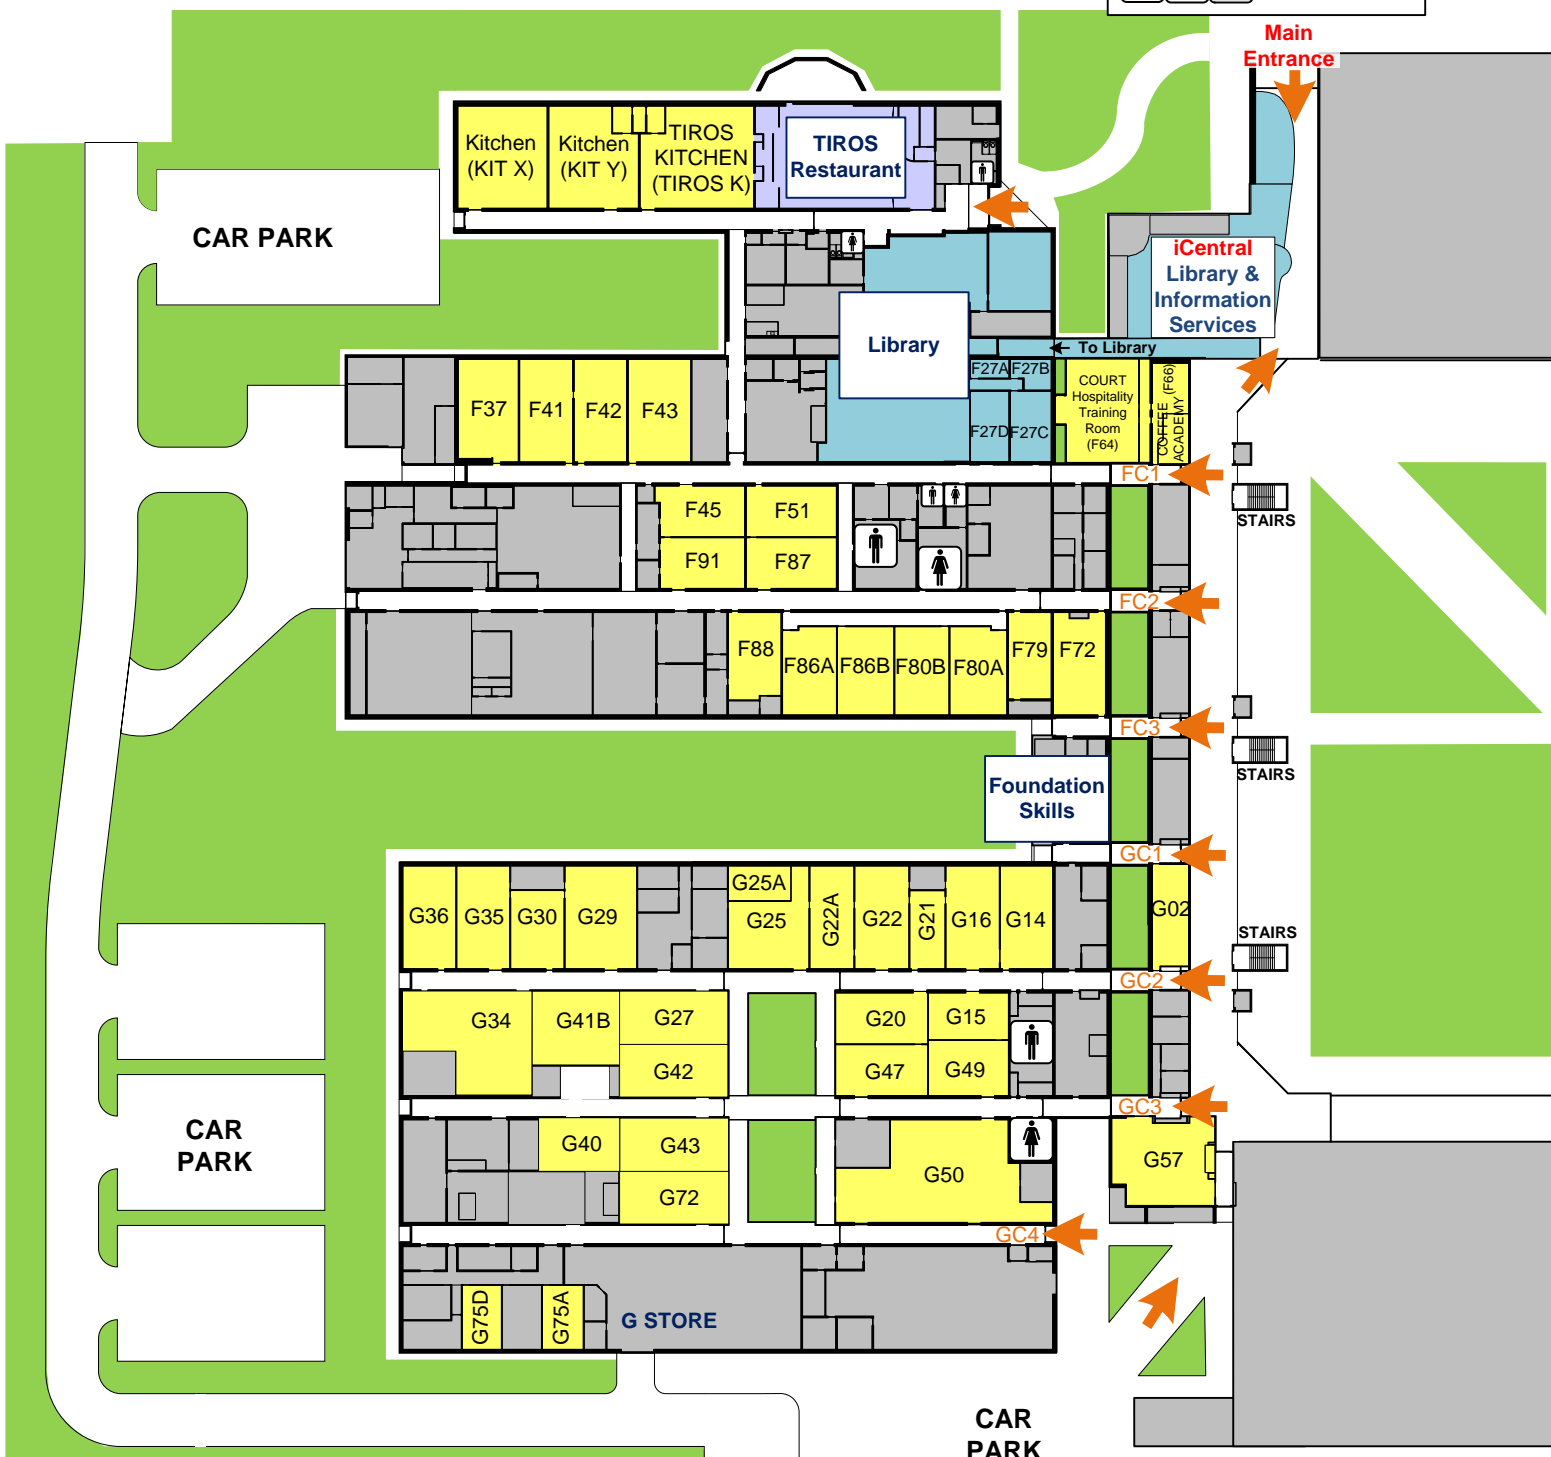 Main
Entrance
Kitchen
(KIT X)
Kitchen
(KIT Y)
TIROS
KITCHEN
(TIROS K)
TIROS
Restaurant
CAR PARK
iCentral
Library &
Information
Services
Library
To Library
F37
F41
F42
F43
F27A
F27B
F27D
F27C
COURT
Hospitality
Training
Room
(F64)
COFFEE (F66)
ACADEMY
FC1
STAIRS
F45
F51
F91
F87
FC2
F88
F86A
F86B
F80B
F80A
F79
F72
FC3
STAIRS
Foundation
Skills
GC1
G36
G35
G30
G29
G25A
G25
G22A
G22
G21
G16
G14
G02
STAIRS
GC2
G34
G41B
G27
G42
G20
G15
G47
G49
GC3
CAR
PARK
G40
G43
G72
G50
G57
GC4
G75D
G75A
G STORE
CAR
PARK